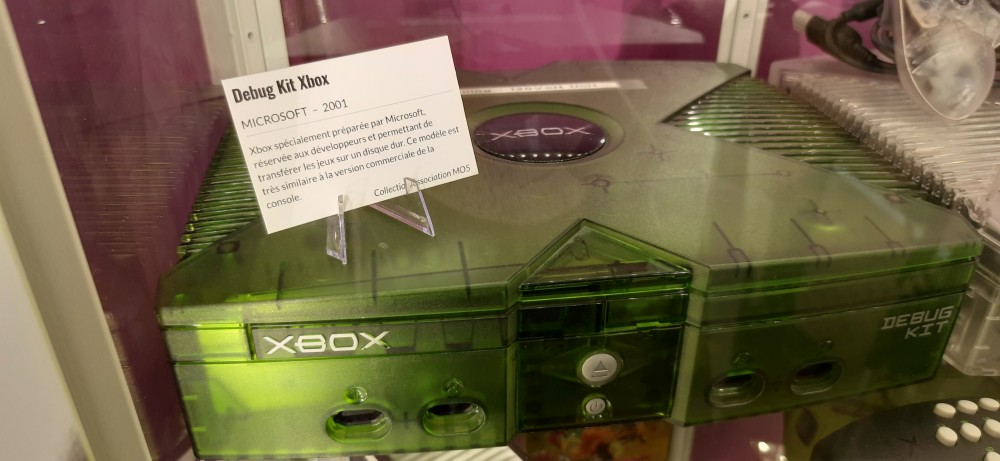 Debug Kit Xbox
MICROSOFT – 2001
Xbox spécialement préparée par Microsoft,
réservée aux développeurs et permettant de
transférer les jeux sur un disque dur. Ce modèle est
très similaire à la version commerciale de la
console.
Association MO5
XBOX
XBOX
DEBUG
KIT